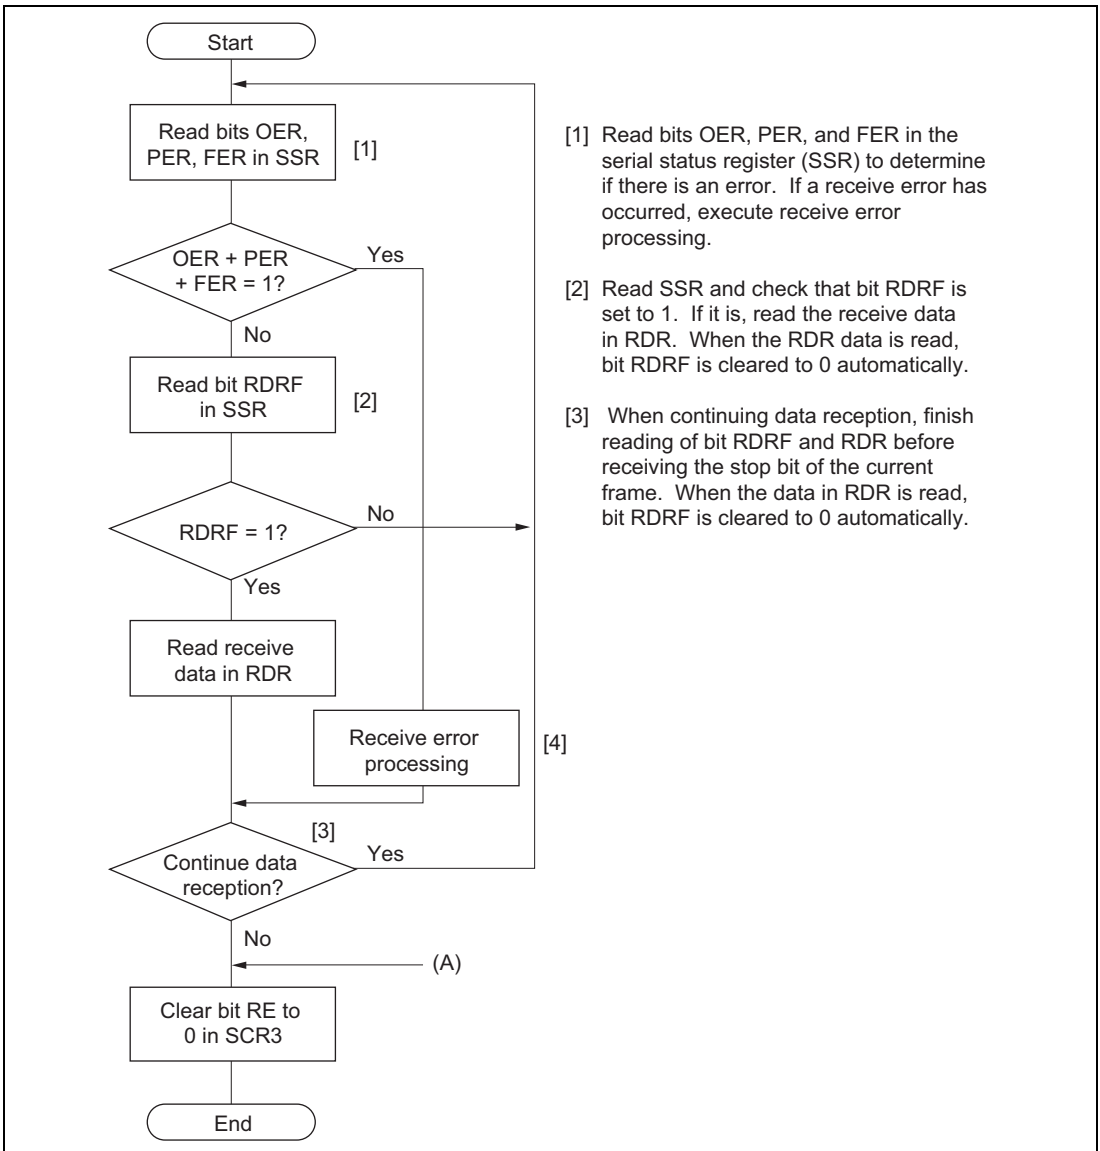 Start
Read bits OER,
PER, FER in SSR
[1]
OER + PER
+ FER = 1?
Yes
No
Read bit RDRF
in SSR
[2]
RDRF = 1?
No
Yes
Read receive
data in RDR
Receive error
processing
[4]
[3]
Continue data
reception?
Yes
No
(A)
Clear bit RE to
0 in SCR3
End
[1] Read bits OER, PER, and FER in the
serial status register (SSR) to determine
if there is an error. If a receive error has
occurred, execute receive error
processing.
[2] Read SSR and check that bit RDRF is
set to 1. If it is, read the receive data
in RDR. When the RDR data is read,
bit RDRF is cleared to 0 automatically.
[3] When continuing data reception, finish
reading of bit RDRF and RDR before
receiving the stop bit of the current
frame. When the data in RDR is read,
bit RDRF is cleared to 0 automatically.